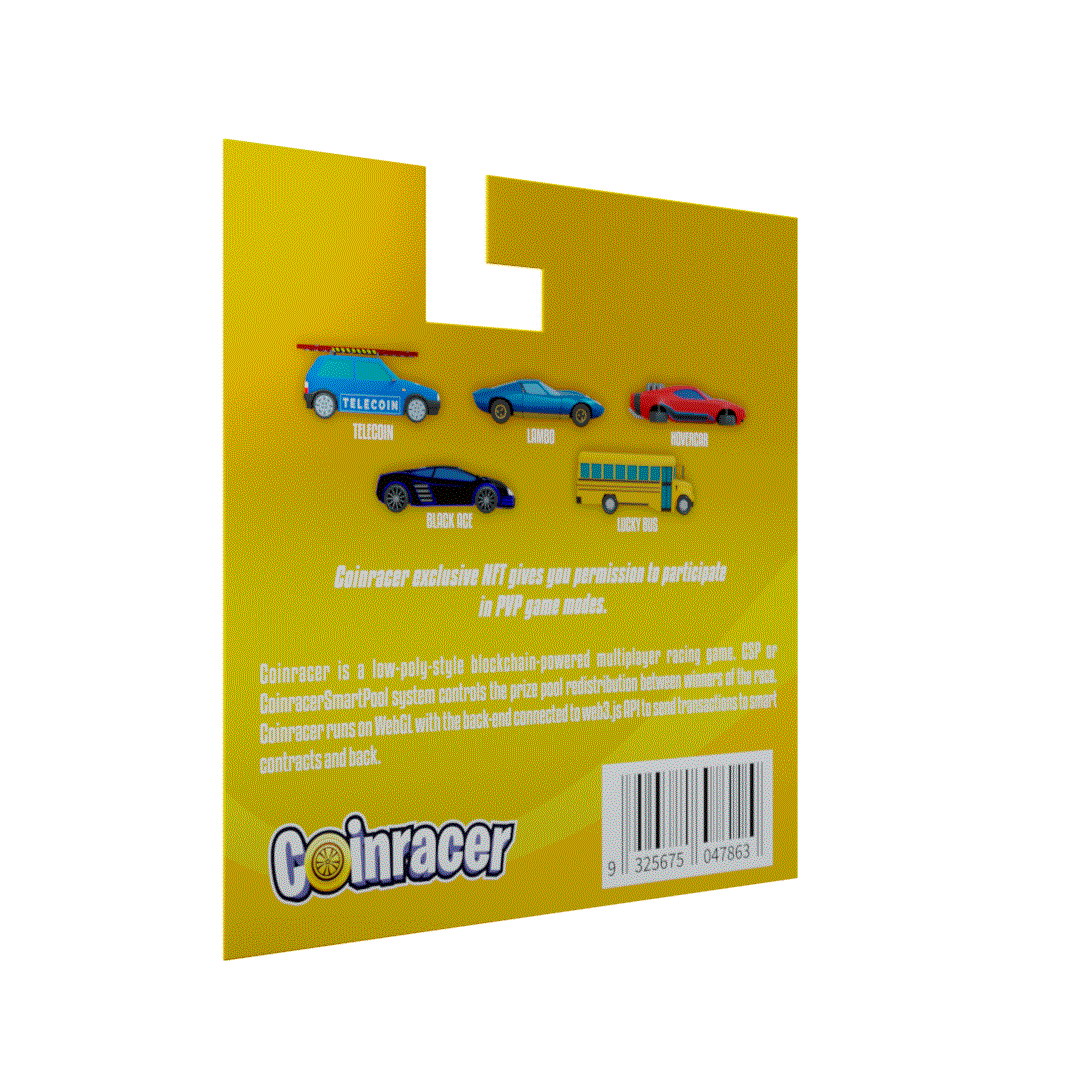 TELECOIN
TELECOIN
LAMBO
HOVERCAR
BLACK ACE
LUCKY BUS
Coinracer exclusive NFT gives you permission to participate
in PVP game modes.
Coinracer is a low-poly-style blockchain-powered multiplayer racing game. CSP or
CoinracerSmartPool system controls the prize pool redistribution between winners of the race.
Coinracer runs on WebGL with the back-end connected to web3.js API to send transactions to smart
contracts and back.
Coinracer
9 325675 047863